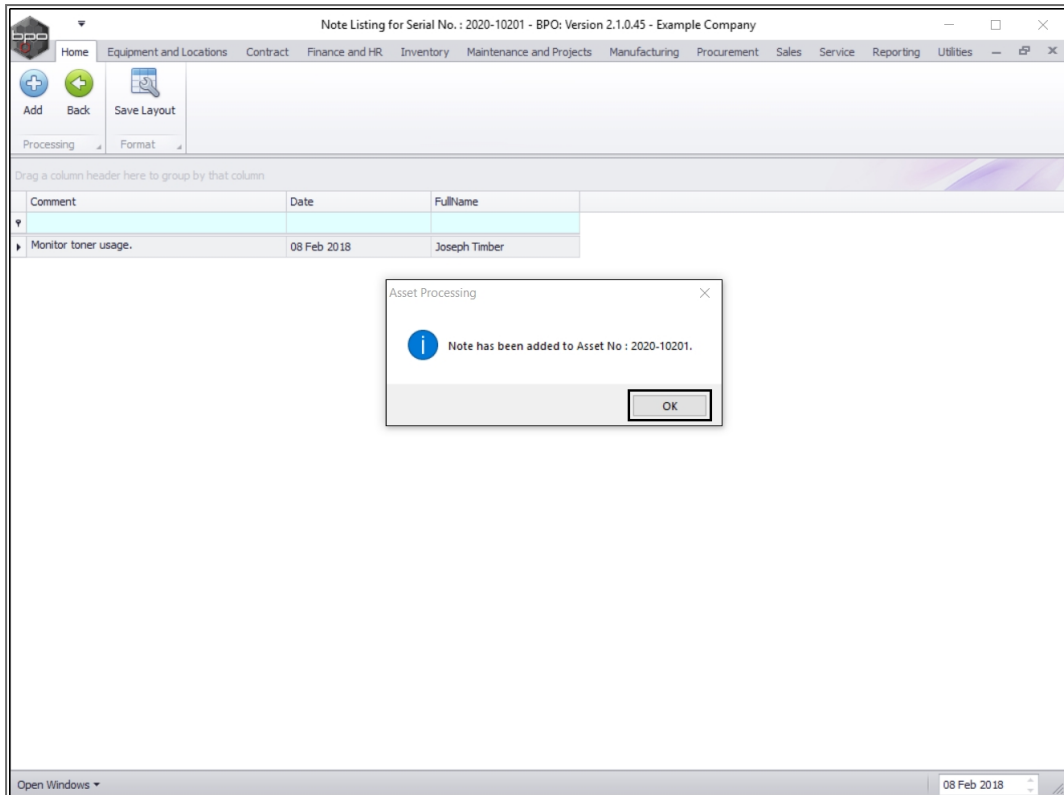 Note Listing for Serial No. : 2020-10201 - BPO: Version 2.1.0.45 - Example Company
bpo
Home Equipment and Locations Contract Finance and HR Inventory Maintenance and Projects Manufacturing Procurement Sales Service Reporting Utilities
Add Back Save Layout
Processing Format
Drag a column header here to group by that column
Comment Date FullName
Monitor toner usage. 08 Feb 2018 Joseph Timber
Asset Processing
Note has been added to Asset No : 2020-10201.
OK
Open Windows 08 Feb 2018